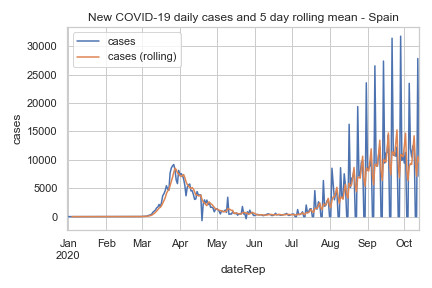 New COVID-19 daily cases and 5 day rolling mean - Spain
cases
cases (rolling)
30000
25000
20000
15000
10000
5000
0
cases
Jan Feb Mar Apr May Jun Jul Aug Sep Oct
2020
dateRep